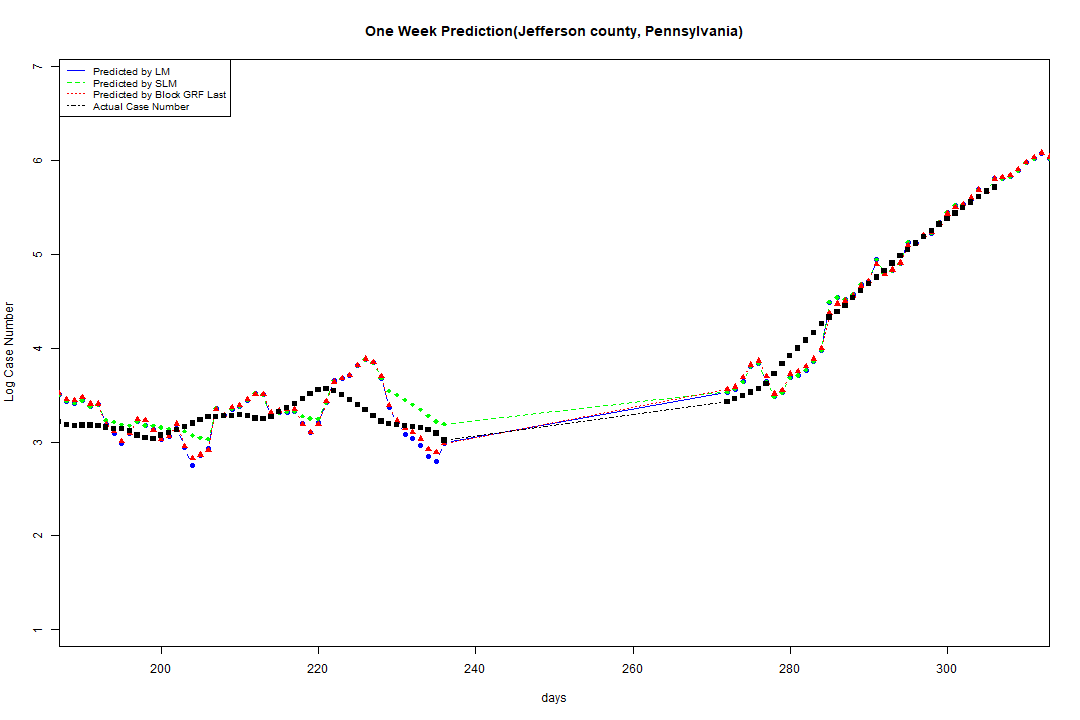 One Week Prediction(Jefferson county, Pennsylvania)
Predicted by LM
Predicted by SLM
Predicted by Block GRF Last
Actual Case Number
7
6
5
4
3
2
1
Log Case Number
200 220 240 260 280 300
days